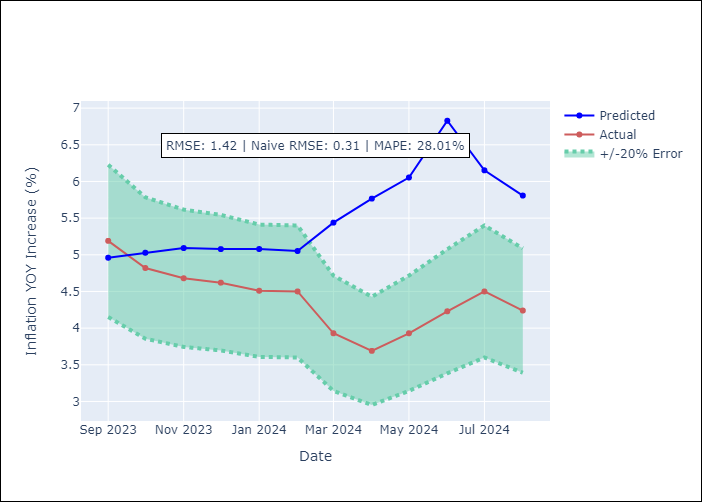 7
6.5
6
5.5
5
4.5
4
3.5
3
Inflation YOY Increase (%)
RMSE: 1.42 | Naive RMSE: 0.31 | MAPE: 28.01%
Predicted
Actual
+/-20% Error
Sep 2023 Nov 2023 Jan 2024 Mar 2024 May 2024 Jul 2024
Date